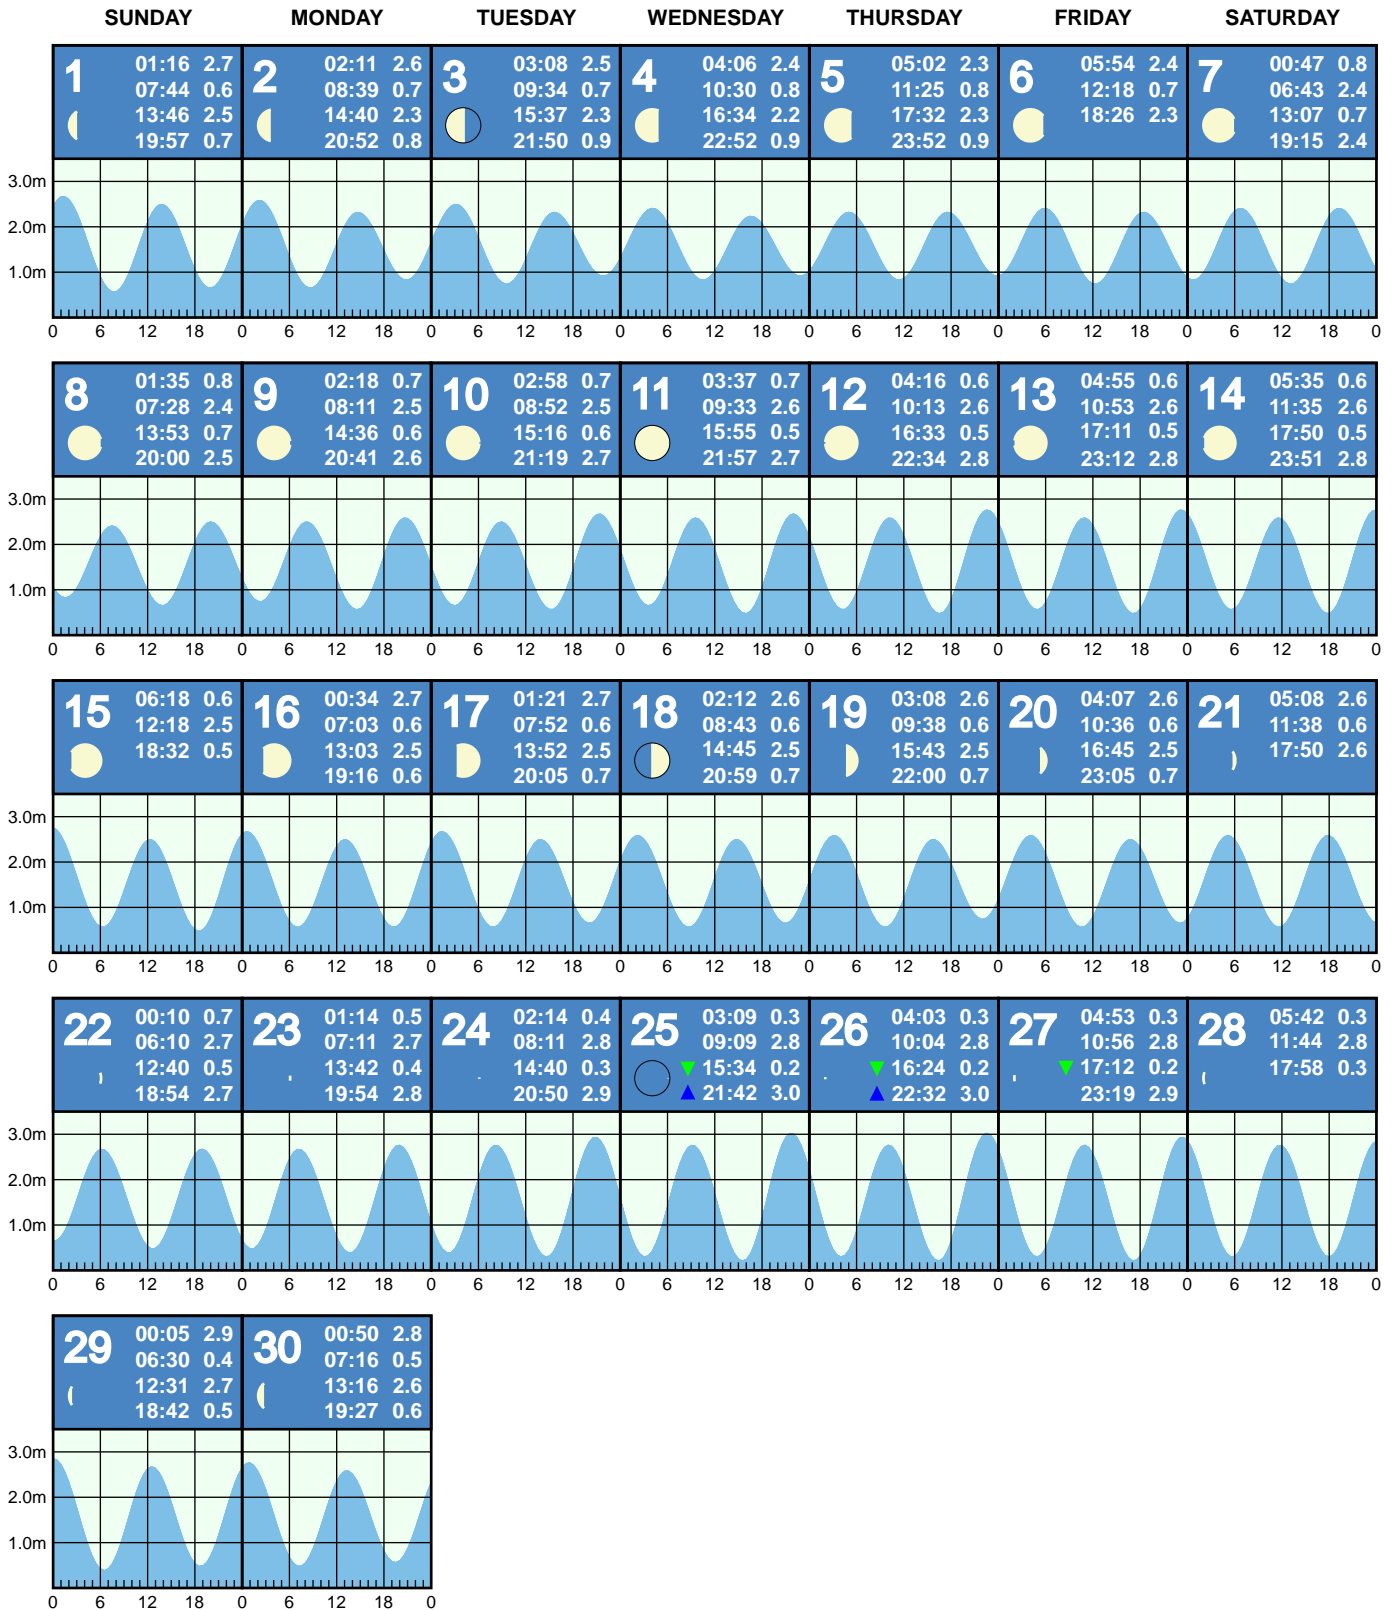 SUNDAY MONDAY TUESDAY WEDNESDAY THURSDAY FRIDAY SATURDAY
1 01:16 2.7
07:44 0.6
13:46 2.5
19:57 0.7
2 02:11 2.6
08:39 0.7
14:40 2.3
20:52 0.8
3 03:08 2.5
09:34 0.7
15:37 2.3
21:50 0.9
4 04:06 2.4
10:30 0.8
16:34 2.2
22:52 0.9
5 05:02 2.3
11:25 0.8
17:32 2.3
23:52 0.9
6 05:54 2.4
12:18 0.7
18:26 2.3
7 00:47 0.8
06:43 2.4
13:07 0.7
19:15 2.4
3.0m
2.0m
1.0m
0 6 12 18 0 6 12 18 0 6 12 18 0 6 12 18 0 6 12 18 0 6 12 18 0 6 12 18 0
8 01:35 0.8
07:28 2.4
13:53 0.7
20:00 2.5
9 02:18 0.7
08:11 2.5
14:36 0.6
20:41 2.6
10 02:58 0.7
08:52 2.5
15:16 0.6
21:19 2.7
11 03:37 0.7
09:33 2.6
15:55 0.5
21:57 2.7
12 04:16 0.6
10:13 2.6
16:33 0.5
22:34 2.8
13 04:55 0.6
10:53 2.6
17:11 0.5
23:12 2.8
14 05:35 0.6
11:35 2.6
17:50 0.5
23:51 2.8
3.0m
2.0m
1.0m
0 6 12 18 0 6 12 18 0 6 12 18 0 6 12 18 0 6 12 18 0 6 12 18 0 6 12 18 0
15 06:18 0.6
12:18 2.5
18:32 0.5
16 00:34 2.7
07:03 0.6
13:03 2.5
19:16 0.6
17 01:21 2.7
07:52 0.6
13:52 2.5
20:05 0.7
18 02:12 2.6
08:43 0.6
14:45 2.5
20:59 0.7
19 03:08 2.6
09:38 0.6
15:43 2.5
22:00 0.7
20 04:07 2.6
10:36 0.6
16:45 2.5
23:05 0.7
21 05:08 2.6
11:38 0.6
17:50 2.6
3.0m
2.0m
1.0m
0 6 12 18 0 6 12 18 0 6 12 18 0 6 12 18 0 6 12 18 0 6 12 18 0 6 12 18 0
22 00:10 0.7
06:10 2.7
12:40 0.5
18:54 2.7
23 01:14 0.5
07:11 2.7
13:42 0.4
19:54 2.8
24 02:14 0.4
08:11 2.8
14:40 0.3
20:50 2.9
25 03:09 0.3
09:09 2.8
15:34 0.2
21:42 3.0
26 04:03 0.3
10:04 2.8
16:24 0.2
22:32 3.0
27 04:53 0.3
10:56 2.8
17:12 0.2
23:19 2.9
28 05:42 0.3
11:44 2.8
17:58 0.3
3.0m
2.0m
1.0m
0 6 12 18 0 6 12 18 0 6 12 18 0 6 12 18 0 6 12 18 0 6 12 18 0 6 12 18 0
29 00:05 2.9
06:30 0.4
12:31 2.7
18:42 0.5
30 00:50 2.8
07:16 0.5
13:16 2.6
19:27 0.6
3.0m
2.0m
1.0m
0 6 12 18 0 6 12 18 0